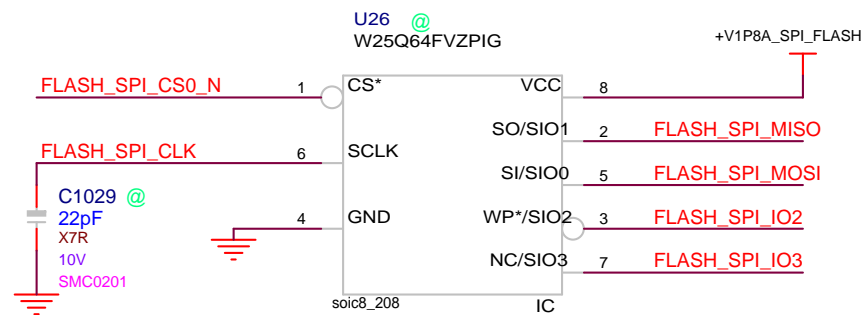 U26 @
W25Q64FVZPIG
+V1P8A_SPI_FLASH
FLASH_SPI_CS0_N 1 CS* VCC 8
SO/SIO1 2 FLASH_SPI_MISO
FLASH_SPI_CLK 6 SCLK
SI/SIO0 5 FLASH_SPI_MOSI
C1029 @
22pF
X7R
10V
SMC0201
4 GND WP*/SIO2 3 FLASH_SPI_IO2
NC/SIO3 7 FLASH_SPI_IO3
soic8_208 IC